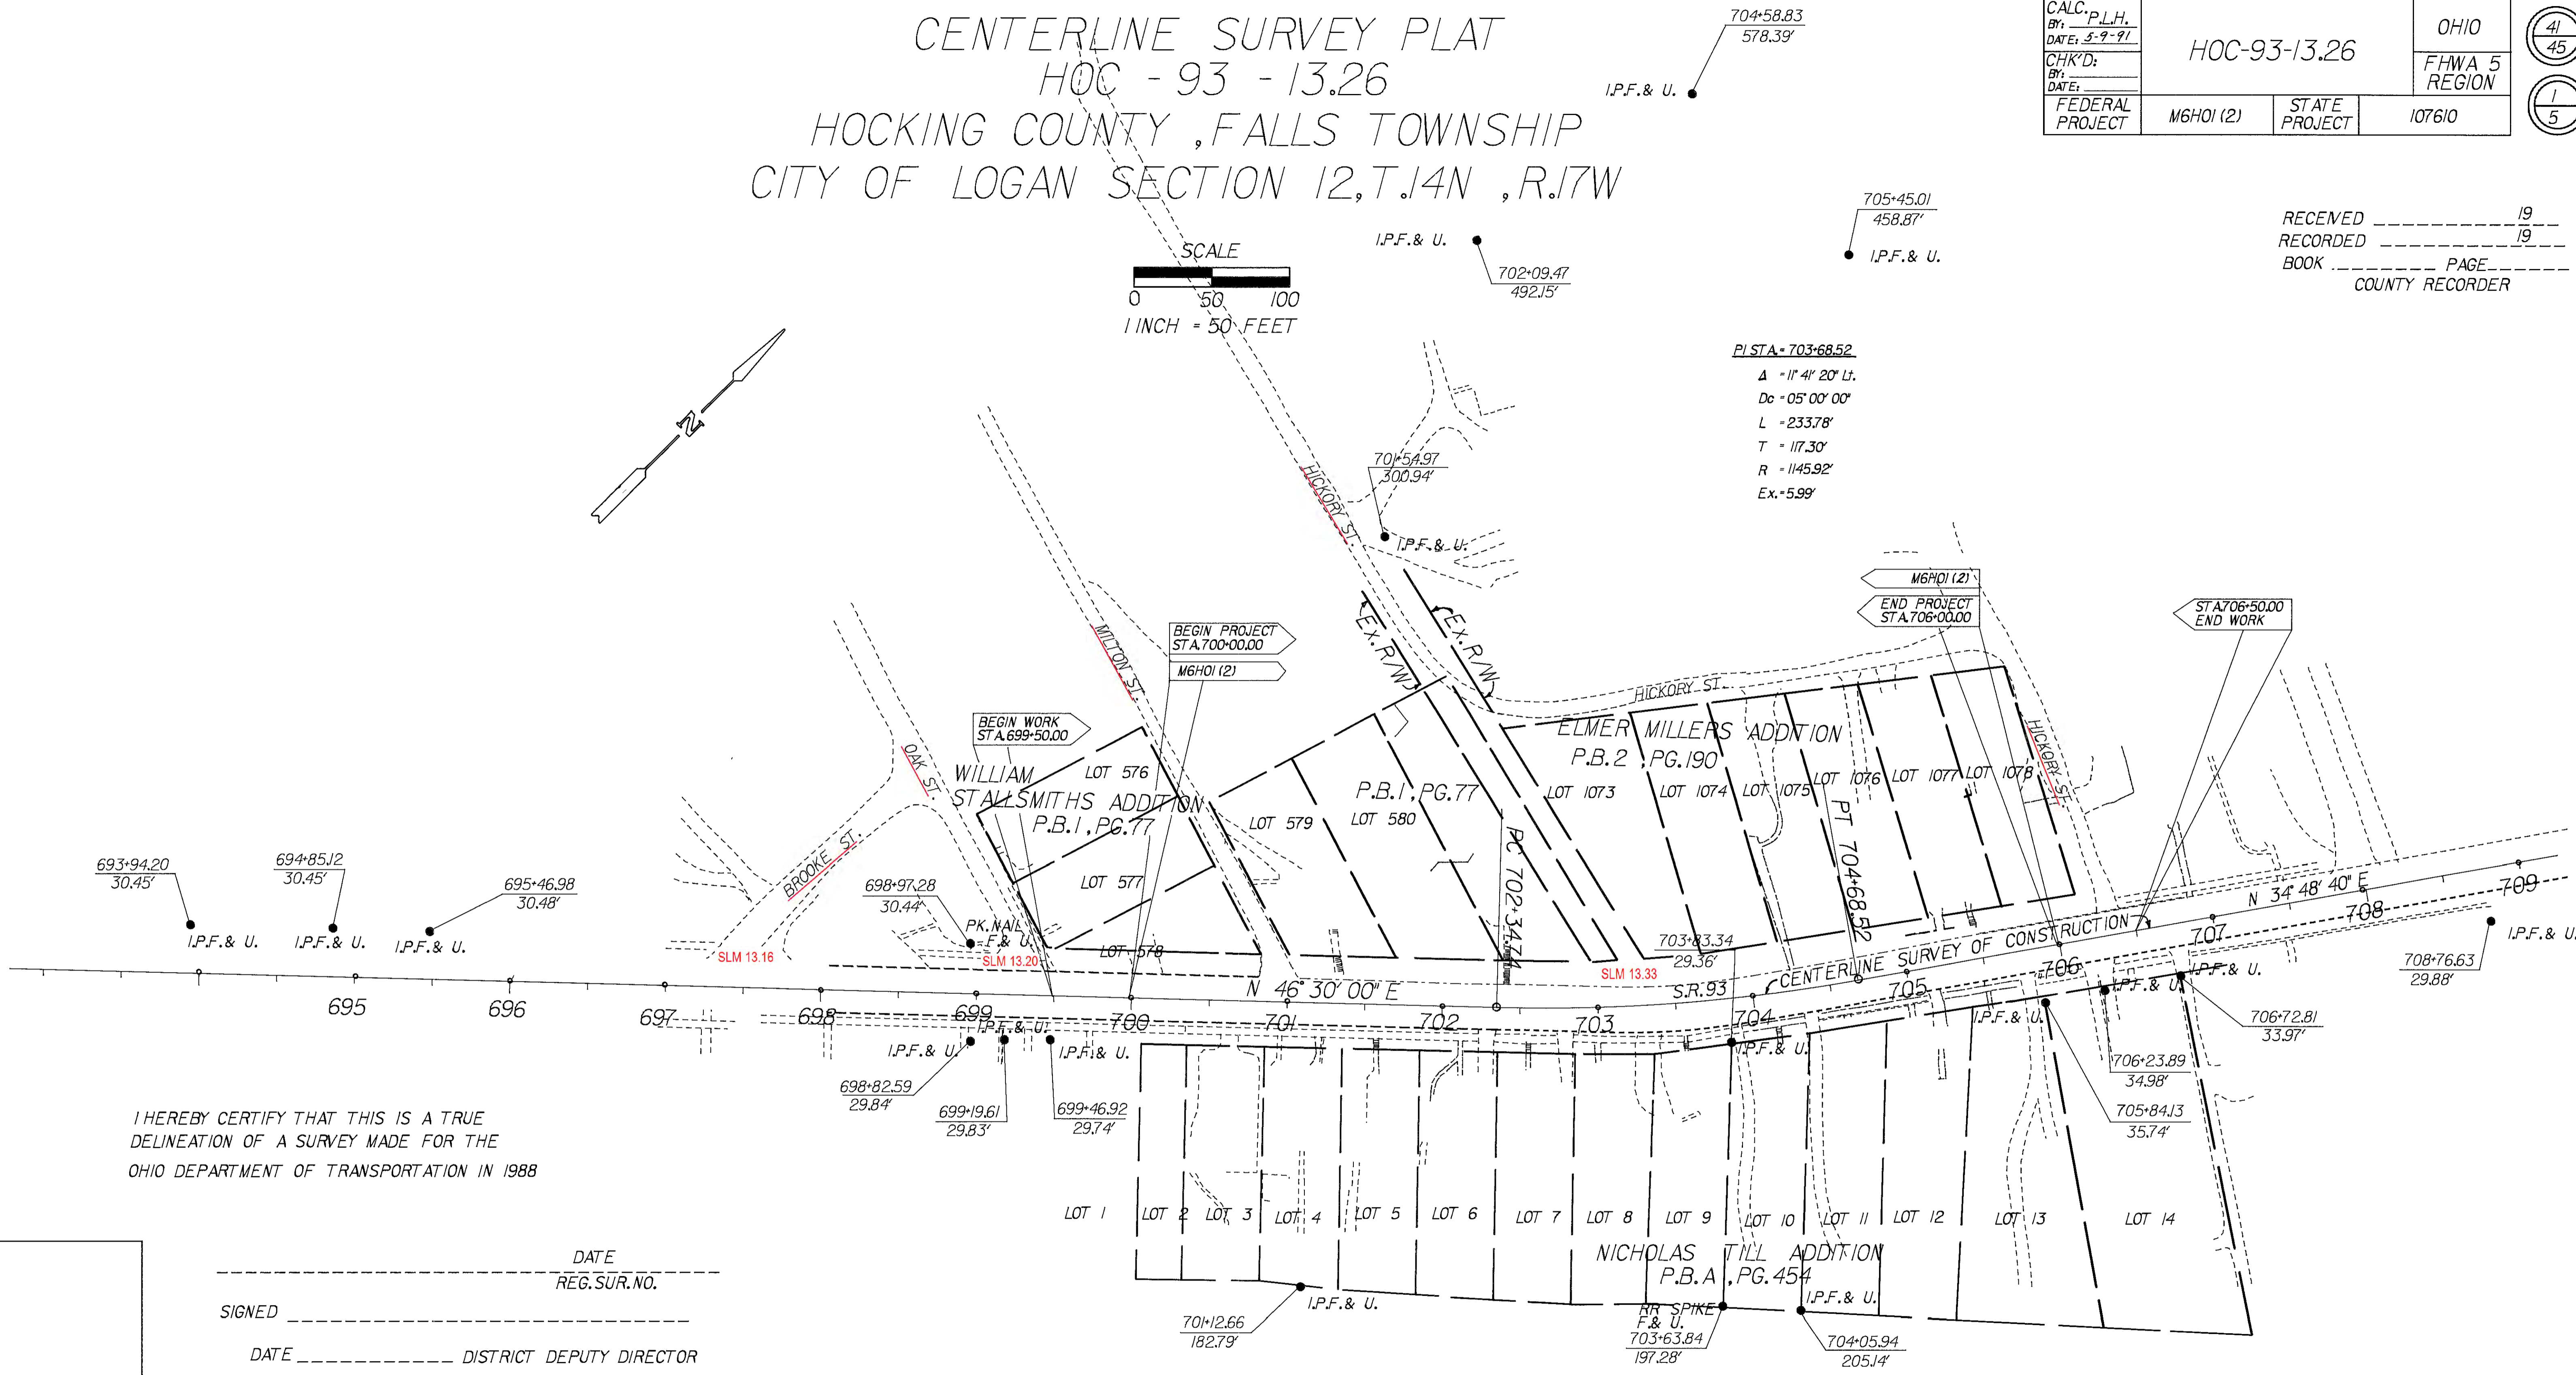 CENTERLINE SURVEY PLAT
HOC - 93 - 13.26
HOCKING COUNTY , FALLS TOWNSHIP
CITY OF LOGAN SECTION 12, T.14N , R.17W
SCALE
0 50 100
1 INCH = 50 FEET
CALC.
BY: P.L.H.
DATE: 5-9-91
CHK'D:
BY:
DATE:
HOC-93-13.26
OHIO
FHWA 5
REGION
FEDERAL
PROJECT
M6H01(2)
STATE
PROJECT
107610
41
45
1
5
RECEIVED 19
RECORDED 19
BOOK PAGE
COUNTY RECORDER
704+58.83
578.39'
I.P.F. & U.
705+45.01
458.87'
I.P.F. & U.
I.P.F. & U.
702+09.47
492.15'
N
P.I STA. = 703+68.52
Δ = 11° 41' 20" Lt.
Dc = 05° 00' 00"
L = 233.78'
T = 117.30'
R = 1145.92'
Ex. = 5.99'
701+54.97
300.94'
I.P.F. & U.
HICKORY ST.
MILTON ST.
OAK ST.
BROOKE ST.
Ex. R/W
Ex. R/W
HICKORY ST.
HICKORY ST.
BEGIN PROJECT
STA.700+00.00
M6H01(2)
BEGIN WORK
STA.699+50.00
M6H01(2)
END PROJECT
STA.706+00.00
STA.706+50.00
END WORK
WILLIAM
STALLSMITHS ADDITION
P.B.1 , PG.77
LOT 576
LOT 577
LOT 578
LOT 579
LOT 580
P.B.1 , PG.77
ELMER MILLERS ADDITION
P.B.2 , PG.190
LOT 1073
LOT 1074
LOT 1075
LOT 1076
LOT 1077
LOT 1078
PC 702+34.74
PT 704+68.52
693+94.20
30.45'
I.P.F. & U.
694+85.12
30.45'
I.P.F. & U.
695+46.98
30.48'
I.P.F. & U.
698+97.28
30.44'
PK.NAIL
F.& U.
SLM 13.16
SLM 13.20
SLM 13.33
703+83.34
29.36'
N 46° 30' 00" E
S.R.93
CENTERLINE SURVEY OF CONSTRUCTION
N 34° 48' 40" E
695 696 697 698 699 700 701 702 703 704 705 706 707 708 709
I.P.F. & U.
698+82.59
29.84'
I.P.F. & U.
699+19.61
29.83'
I.P.F. & U.
699+46.92
29.74'
I.P.F. & U.
I.P.F. & U.
705+84.13
35.74'
I.P.F. & U.
706+23.89
34.98'
I.P.F. & U.
706+72.81
33.97'
I.P.F. & U.
708+76.63
29.88'
LOT 1 LOT 2 LOT 3 LOT 4 LOT 5 LOT 6 LOT 7 LOT 8 LOT 9 LOT 10 LOT 11 LOT 12 LOT 13 LOT 14
NICHOLAS TILL ADDITION
P.B.A , PG.454
701+12.66
182.79'
I.P.F. & U.
RR SPIKE
F.& U.
703+63.84
197.28'
I.P.F. & U.
704+05.94
205.14'
I HEREBY CERTIFY THAT THIS IS A TRUE
DELINEATION OF A SURVEY MADE FOR THE
OHIO DEPARTMENT OF TRANSPORTATION IN 1988
DATE
REG.SUR.NO.
SIGNED
DATE DISTRICT DEPUTY DIRECTOR